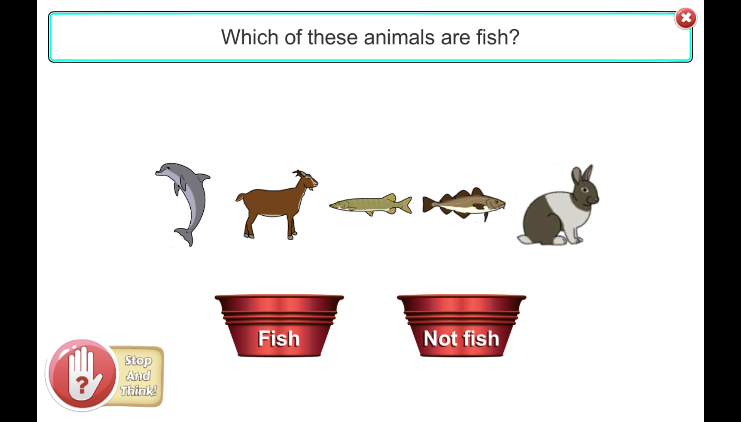 Which of these animals are fish?
Fish
Not fish
?
Stop
And
Think!